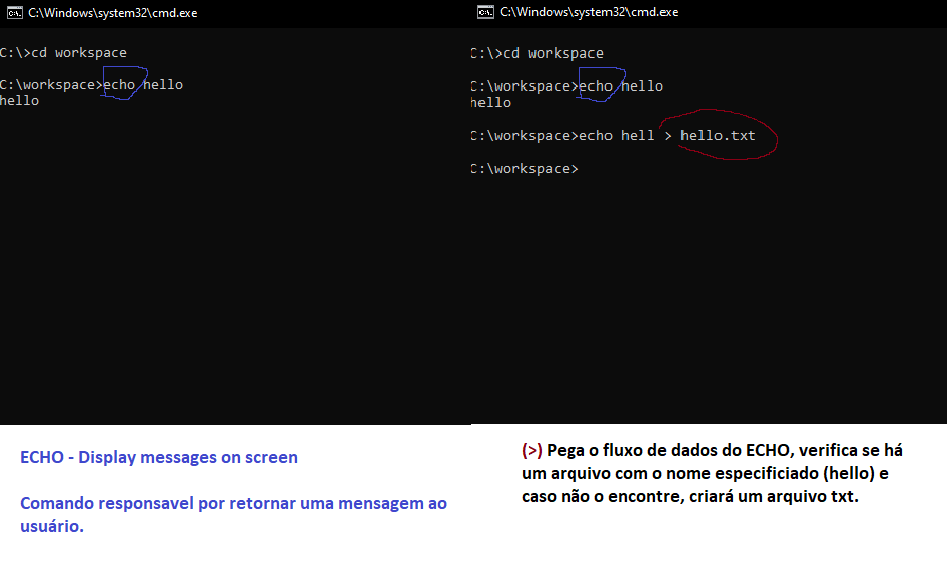 C:\Windows\system32\cmd.exe
C:\>cd workspace
C:\workspace>echo hello
hello
ECHO - Display messages on screen
Comando responsavel por retornar uma mensagem ao
usuário.
C:\Windows\system32\cmd.exe
C:\>cd workspace
C:\workspace>echo hello
hello
C:\workspace>echo hell > hello.txt
C:\workspace>
(>) Pega o fluxo de dados do ECHO, verifica se há
um arquivo com o nome especificiado (hello) e
caso não o encontre, criará um arquivo txt.